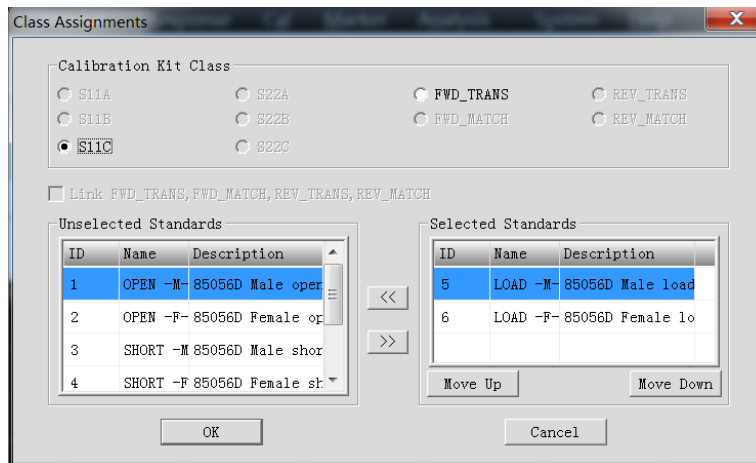 Class Assignments
Calibration Kit Class
S11A S22A FWD_TRANS REV_TRANS
S11B S22B FWD_MATCH REV_MATCH
S11C S22C
Link FWD_TRANS,FWD_MATCH,REV_TRANS,REV_MATCH
Unselected Standards
ID Name Description
1 OPEN -M- 85056D Male open
2 OPEN -F- 85056D Female op
3 SHORT -M 85056D Male shor
4 SHORT -F 85056D Female sh
<<
>>
Selected Standards
ID Name Description
5 LOAD -M- 85056D Male load
6 LOAD -F- 85056D Female lo
Move Up Move Down
OK Cancel